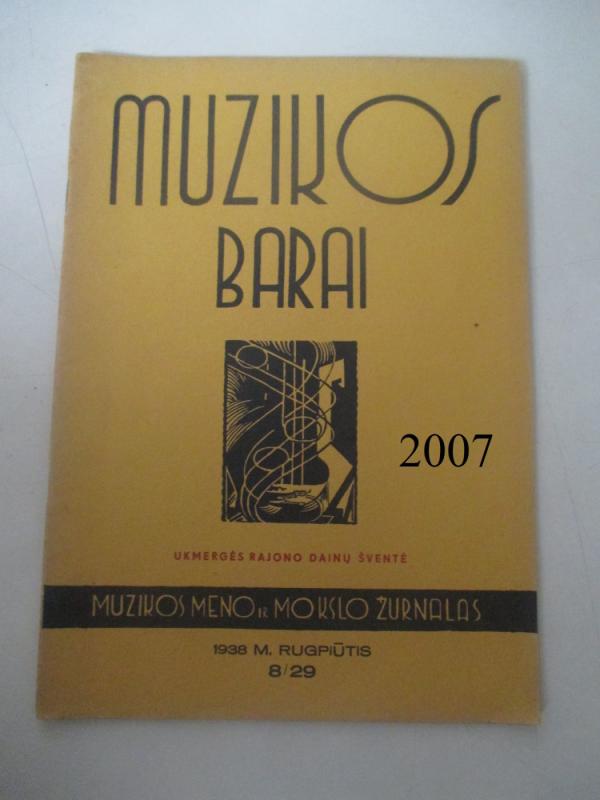 MUZIKOS
BARAI
2007
UKMERGĖS RAJONO DAINŲ ŠVENTĖ
MUZIKOS MENO IR MOKSLO ŽURNALAS
1938 M. RUGPIŪTIS
8/29